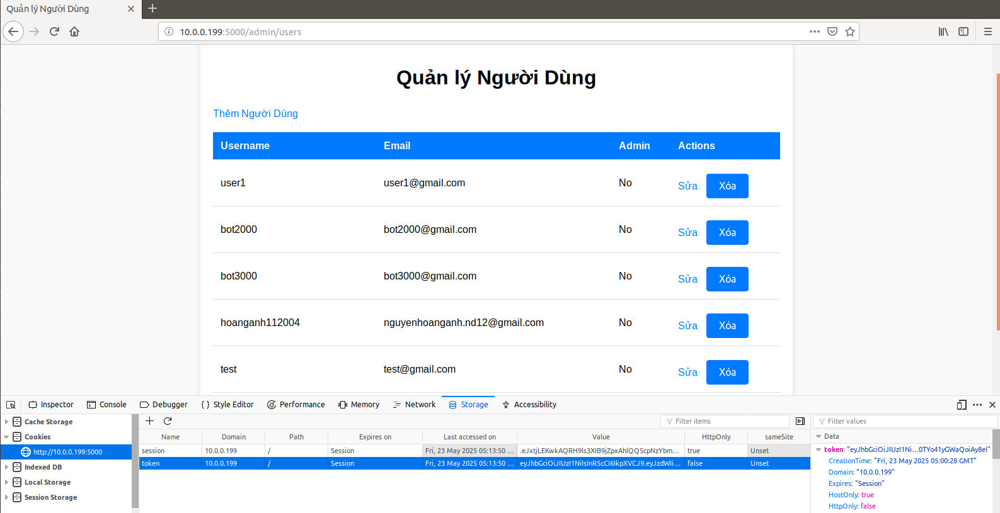 Quản lý Người Dùng
10.0.0.199:5000/admin/users
Quản lý Người Dùng
Thêm Người Dùng
Username Email Admin Actions
user1 user1@gmail.com No Sửa Xóa
bot2000 bot2000@gmail.com No Sửa Xóa
bot3000 bot3000@gmail.com No Sửa Xóa
hoanganh112004 nguyenhoanganh.nd12@gmail.com No Sửa Xóa
test test@gmail.com No Sửa Xóa
Inspector Console Debugger Style Editor Performance Memory Network Storage Accessibility
Cache Storage
Cookies
http://10.0.0.199:5000
Indexed DB
Local Storage
Session Storage
Filter items
Name Domain Path Expires on Last accessed on Value HttpOnly sameSite
session 10.0.0.199 / Session Fri, 23 May 2025 05:13:50 ... .eJxtjLEKwkAQRH9ls3XIB9jZpxAhlQQ5cpNzYbm... true Unset
token 10.0.0.199 / Session Fri, 23 May 2025 05:13:50 ... eyJhbGciOiJIUzI1NiIsInR5cCI6IkpXVCJ9.eyJzdWIi... false Unset
Filter values
Data
token: "eyJhbGciOiJIUzI1Ni...0TYo41yGWaQoiAy8eI"
CreationTime: "Fri, 23 May 2025 05:00:28 GMT"
Domain: "10.0.0.199"
Expires: "Session"
HostOnly: true
HttpOnly: false